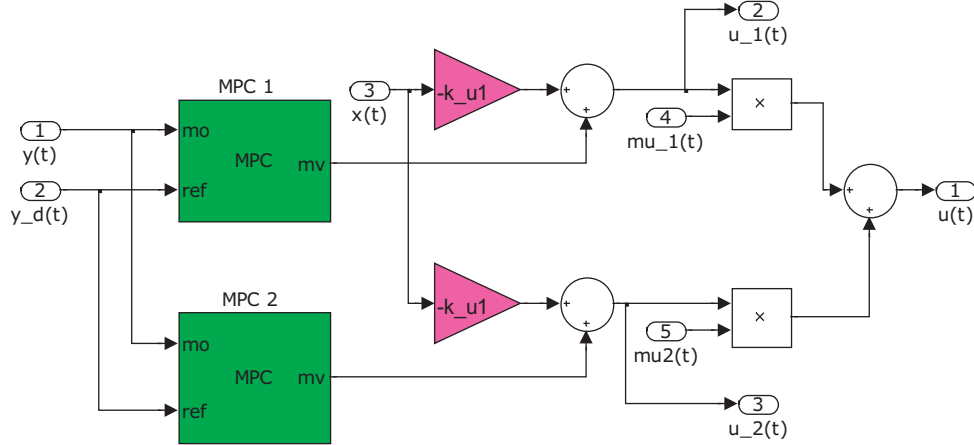 2
u_1(t)
MPC 1
3
x(t)
-k_u1
+
+
×
1
y(t)
mo
MPC
mv
ref
4
mu_1(t)
2
y_d(t)
+
+
1
u(t)
MPC 2
-k_u1
+
+
×
mo
MPC
mv
ref
5
mu2(t)
3
u_2(t)